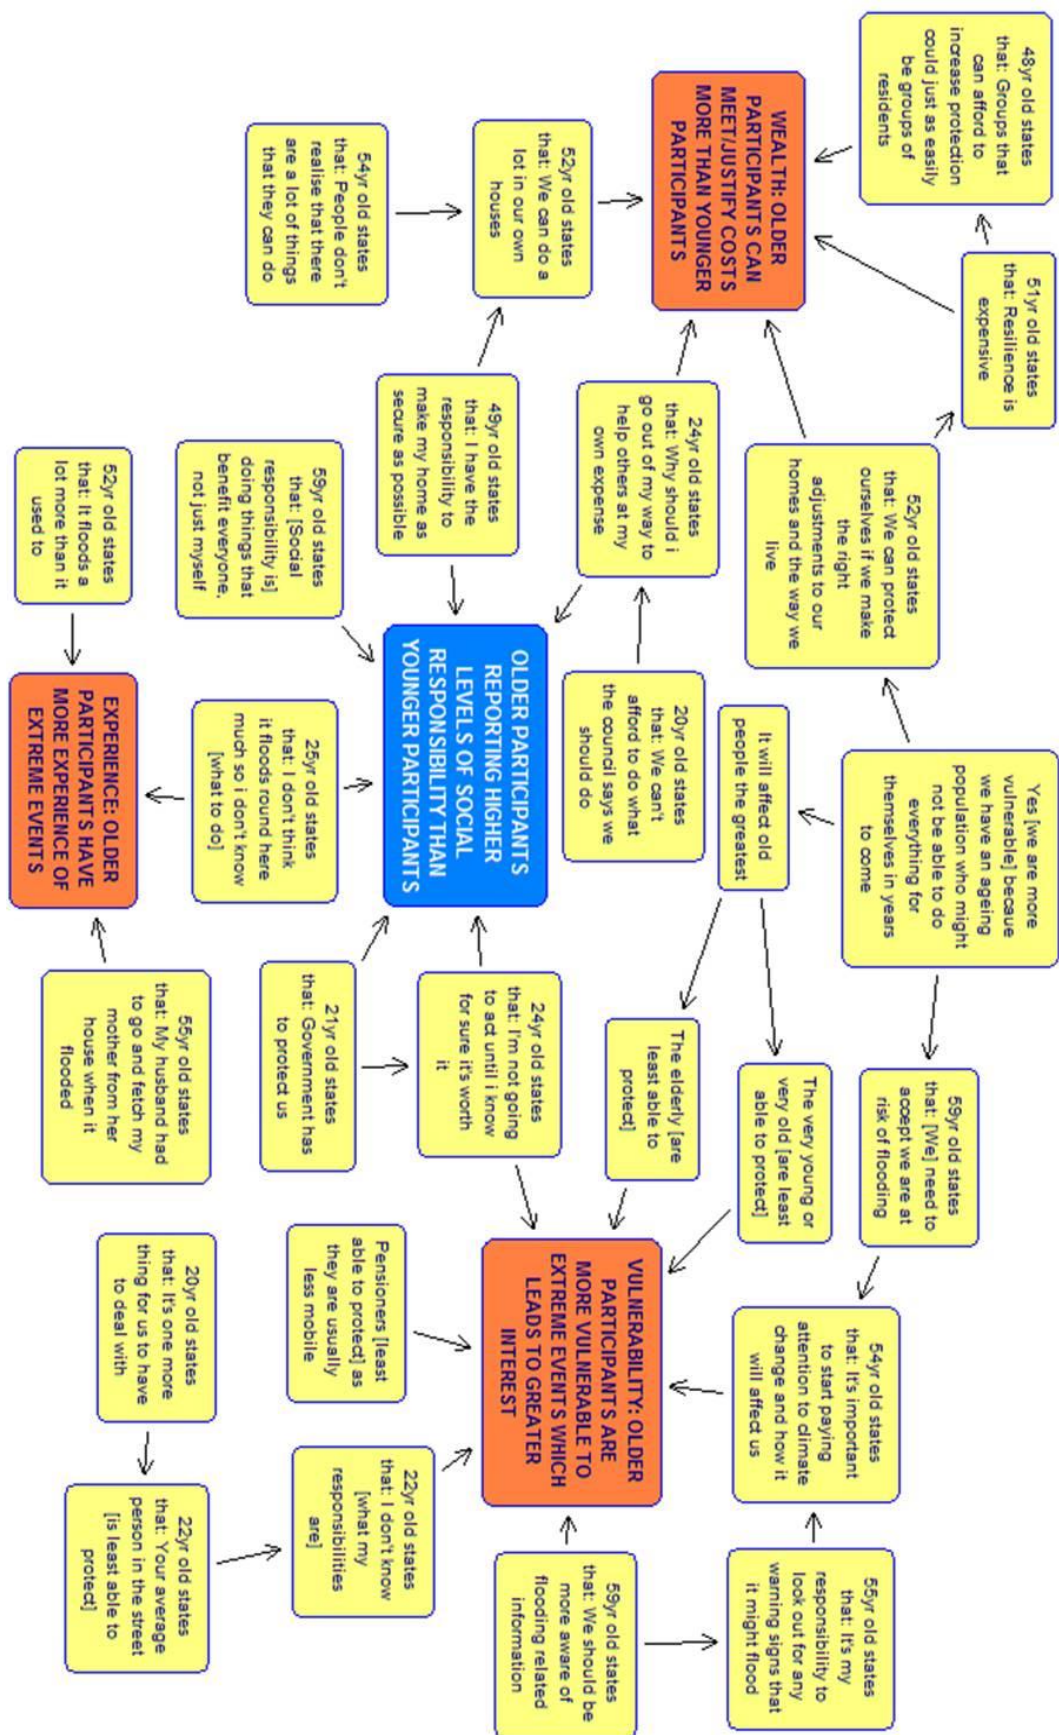 48yr old states
that: Groups that
can afford to
increase protection
could just as easily
be groups of
residents
51yr old states
that: Resilience is
expensive
52yr old states
that: We can protect
ourselves if we make
the right
adjustments to our
homes and the way we
live
Yes [we are more
vulnerable] becaue
we have an ageing
population who might
not be able to do
everything for
themselves in years
to come
59yr old states
that: [We] need to
accept we are at
risk of flooding
54yr old states
that: It's important
to start paying
attention to climate
change and how it
will affect us
55yr old states
that: It's my
responsibility to
look out for any
warning signs that
it might flood
WEALTH: OLDER
PARTICIPANTS CAN
MEET/JUSTIFY COSTS
MORE THAN YOUNGER
PARTICIPANTS
24yr old states
that: Why should i
go out of my way to
help others at my
own expense
20yr old states
that: We can't
afford to do what
the council says we
should do
It will affect old
people the greatest
The very young or
very old [are least
able to protect]
The elderly [are
least able to
protect]
VULNERABILITY: OLDER
PARTICIPANTS ARE
MORE VULNERABLE TO
EXTREME EVENTS WHICH
LEADS TO GREATER
INTEREST
59yr old states
that: We should be
more aware of
flooding related
information
52yr old states
that: We can do a
lot in our own
houses
49yr old states
that: I have the
responsibility to
make my home as
secure as possible
OLDER PARTICIPANTS
REPORTING HIGHER
LEVELS OF SOCIAL
RESPONSIBILITY THAN
YOUNGER PARTICIPANTS
24yr old states
that: I'm not going
to act until i know
for sure it's worth
it
Pensioners [least
able to protect] as
they are usually
less mobile
22yr old states
that: I don't know
[what my
responsibilities
are]
54yr old states
that: People don't
realise that there
are a lot of things
that they can do
59yr old states
that: [Social
responsibility is]
doing things that
benefit everyone,
not just myself
25yr old states
that: I don't think
it floods round here
much so i don't know
[what to do]
21yr old states
that: Government has
to protect us
20yr old states
that: It's one more
thing for us to have
to deal with
22yr old states
that: Your average
person in the street
[is least able to
protect]
52yr old states
that: It floods a
lot more than it
used to
EXPERIENCE: OLDER
PARTICIPANTS HAVE
MORE EXPERIENCE OF
EXTREME EVENTS
55yr old states
that: My husband had
to go and fetch my
mother from her
house when it
flooded